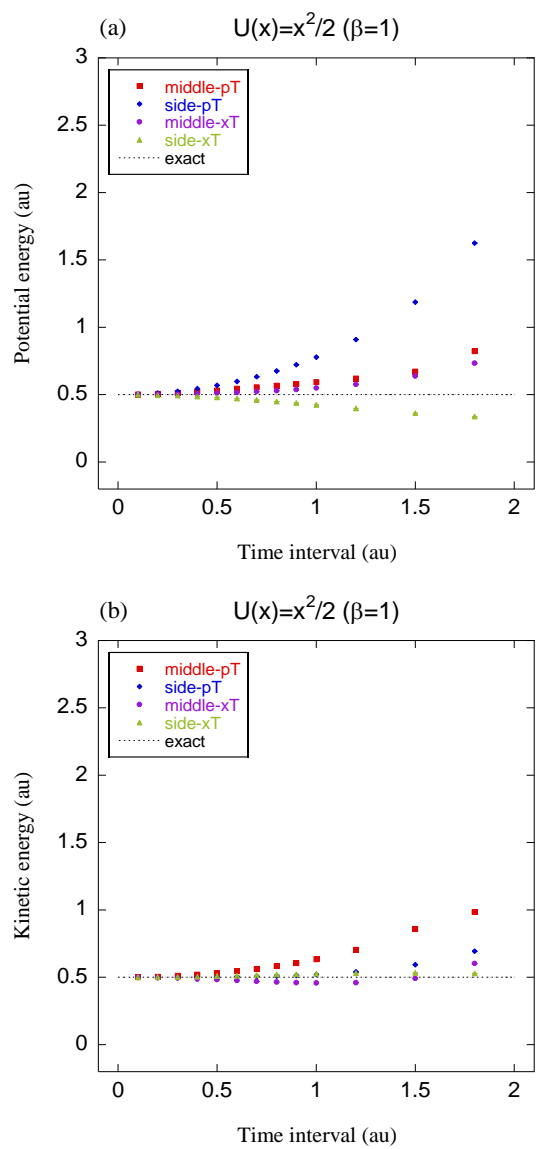 (a) U(x)=x²/2 (β=1)
3
middle-pT
side-pT
middle-xT
side-xT
exact
2.5
2
1.5
1
0.5
0
Potential energy (au)
0 0.5 1 1.5 2
Time interval (au)
(b) U(x)=x²/2 (β=1)
3
middle-pT
side-pT
middle-xT
side-xT
exact
2.5
2
1.5
1
0.5
0
Kinetic energy (au)
0 0.5 1 1.5 2
Time interval (au)